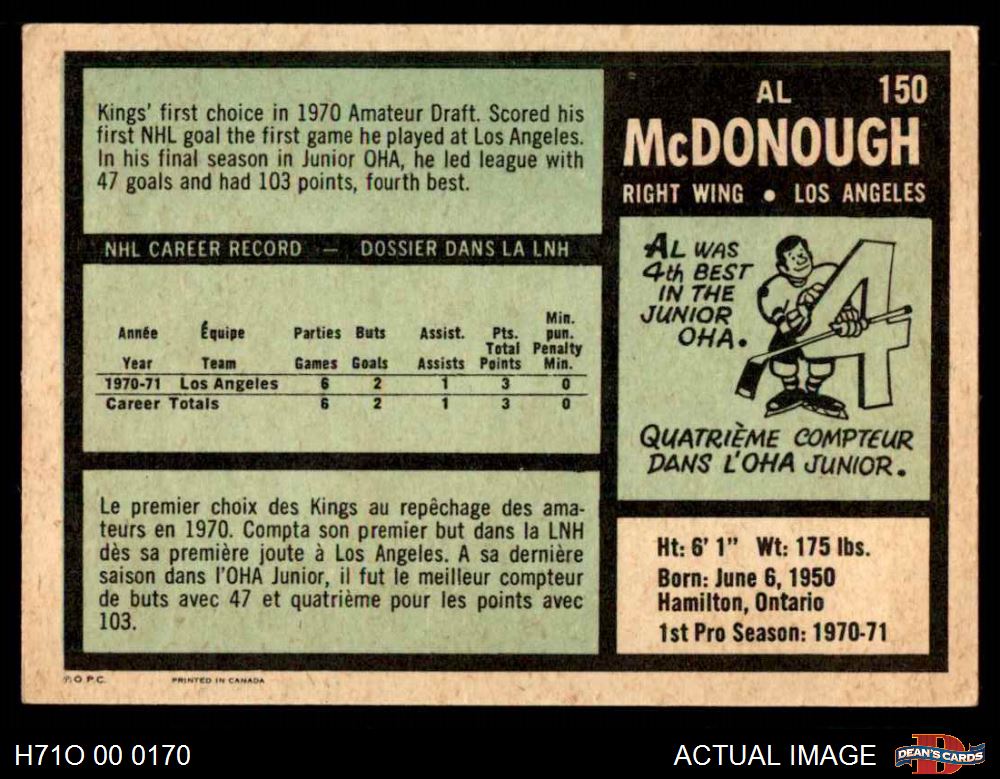 Kings' first choice in 1970 Amateur Draft. Scored his
first NHL goal the first game he played at Los Angeles.
In his final season in Junior OHA, he led league with
47 goals and had 103 points, fourth best.
AL 150
McDONOUGH
RIGHT WING • LOS ANGELES
NHL CAREER RECORD — DOSSIER DANS LA LNH
Année Équipe Parties Buts Assist. Pts. Min. pun.
Year Team Games Goals Assists Total Points Penalty Min.
1970-71 Los Angeles 6 2 1 3 0
Career Totals 6 2 1 3 0
AL WAS
4th BEST
IN THE
JUNIOR
OHA.
4
QUATRIÈME COMPTEUR
DANS L'OHA JUNIOR.
Le premier choix des Kings au repêchage des ama-
teurs en 1970. Compta son premier but dans la LNH
dès sa première joute à Los Angeles. A sa dernière
saison dans l'OHA Junior, il fut le meilleur compteur
de buts avec 47 et quatrième pour les points avec
103.
Ht: 6' 1" Wt: 175 lbs.
Born: June 6, 1950
Hamilton, Ontario
1st Pro Season: 1970-71
O.P.C. PRINTED IN CANADA
H71O 00 0170
ACTUAL IMAGE
DEAN'S CARDS